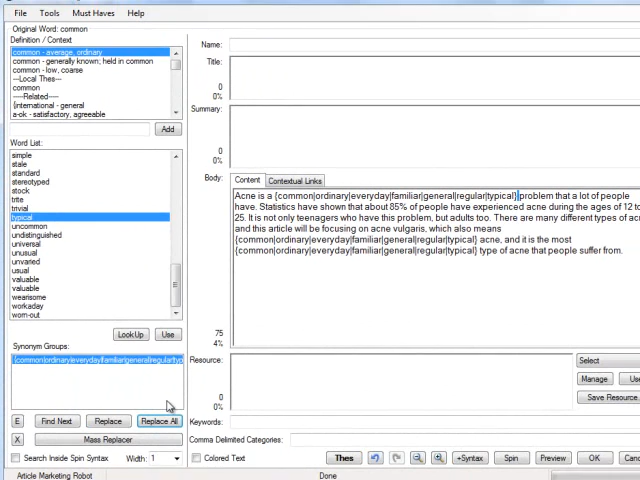 File Tools Must Haves Help
Original Word: common
Definition / Context
common - average, ordinary
common - generally known; held in common
common - low, coarse
---Local Thes---
common
-----Related-----
{international - general
a-ok - satisfactory, agreeable
Add
Word List:
simple
stale
standard
stereotyped
stock
trite
trivial
typical
uncommon
undistinguished
universal
unusual
unvaried
usual
valuable
valuable
wearisome
workaday
worn-out
LookUp Use
Synonym Groups:
{common|ordinary|everyday|familiar|general|regular|typ
E Find Next Replace Replace All
X Mass Replacer
Search Inside Spin Syntax Width: 1
Name:
Title:
0
0%
Summary:
0
0%
Content Contextual Links
Body:
Acne is a {common|ordinary|everyday|familiar|general|regular|typical} problem that a lot of people
have. Statistics have shown that about 85% of people have experienced acne during the ages of 12 to
25. It is not only teenagers who have this problem, but adults too. There are many different types of acn
and this article will be focusing on acne vulgaris, which also means
{common|ordinary|everyday|familiar|general|regular|typical} acne, and it is the most
{common|ordinary|everyday|familiar|general|regular|typical} type of acne that people suffer from.
75
4%
Resource:
0
0%
Select
Manage Use
Save Resource
Keywords:
Comma Delimited Categories:
Colored Text Thes +Syntax Spin Preview OK Canc
Article Marketing Robot Done